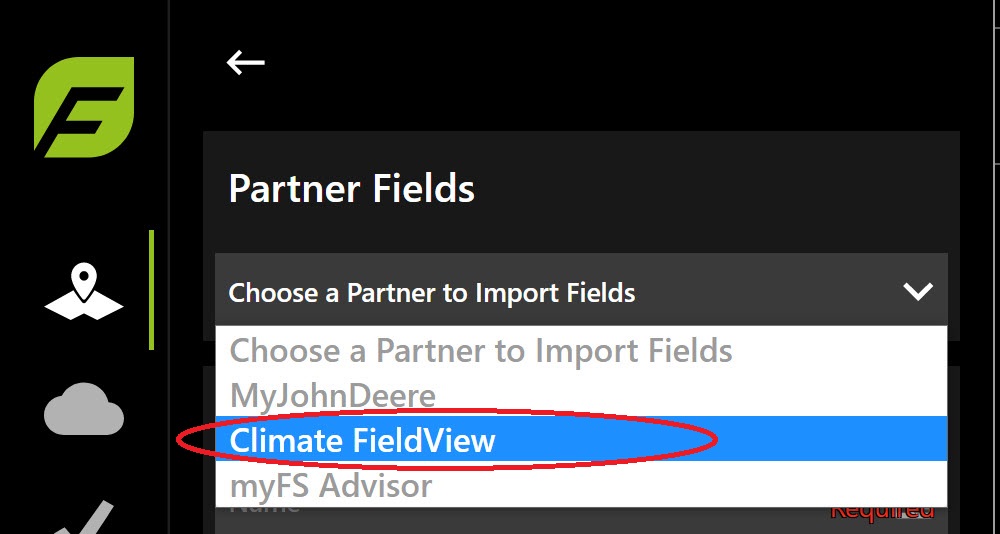 Partner Fields
Choose a Partner to Import Fields
Choose a Partner to Import Fields
MyJohnDeere
Climate FieldView
myFS Advisor
Name Required